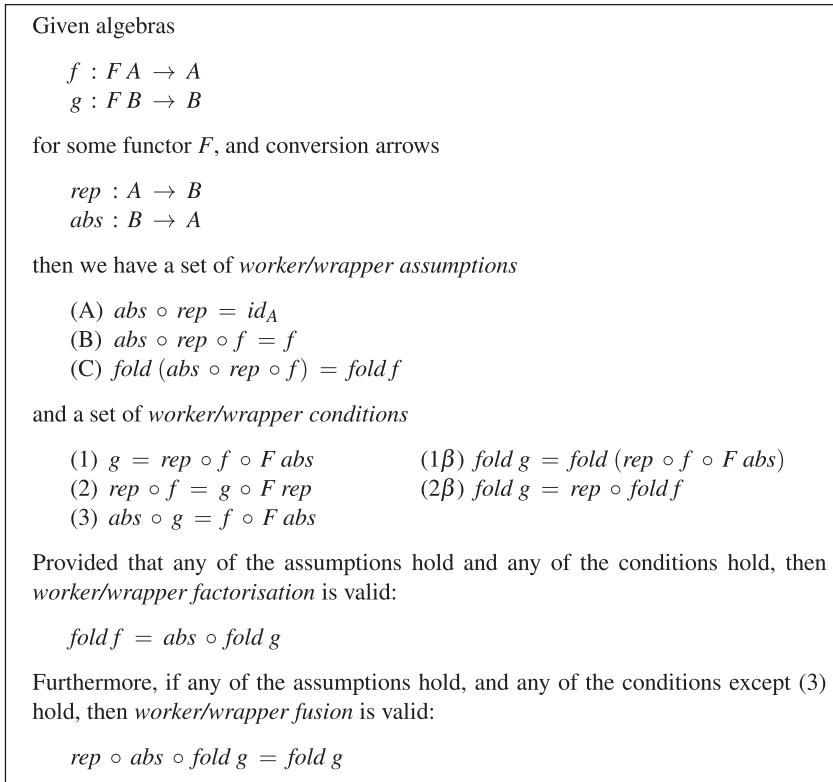 Given algebras
f : F A → A
g : F B → B
for some functor F, and conversion arrows
rep : A → B
abs : B → A
then we have a set of worker/wrapper assumptions
(A) abs ∘ rep = id_A
(B) abs ∘ rep ∘ f = f
(C) fold (abs ∘ rep ∘ f) = fold f
and a set of worker/wrapper conditions
(1) g = rep ∘ f ∘ F abs (1β) fold g = fold (rep ∘ f ∘ F abs)
(2) rep ∘ f = g ∘ F rep (2β) fold g = rep ∘ fold f
(3) abs ∘ g = f ∘ F abs
Provided that any of the assumptions hold and any of the conditions hold, then
worker/wrapper factorisation is valid:
fold f = abs ∘ fold g
Furthermore, if any of the assumptions hold, and any of the conditions except (3)
hold, then worker/wrapper fusion is valid:
rep ∘ abs ∘ fold g = fold g